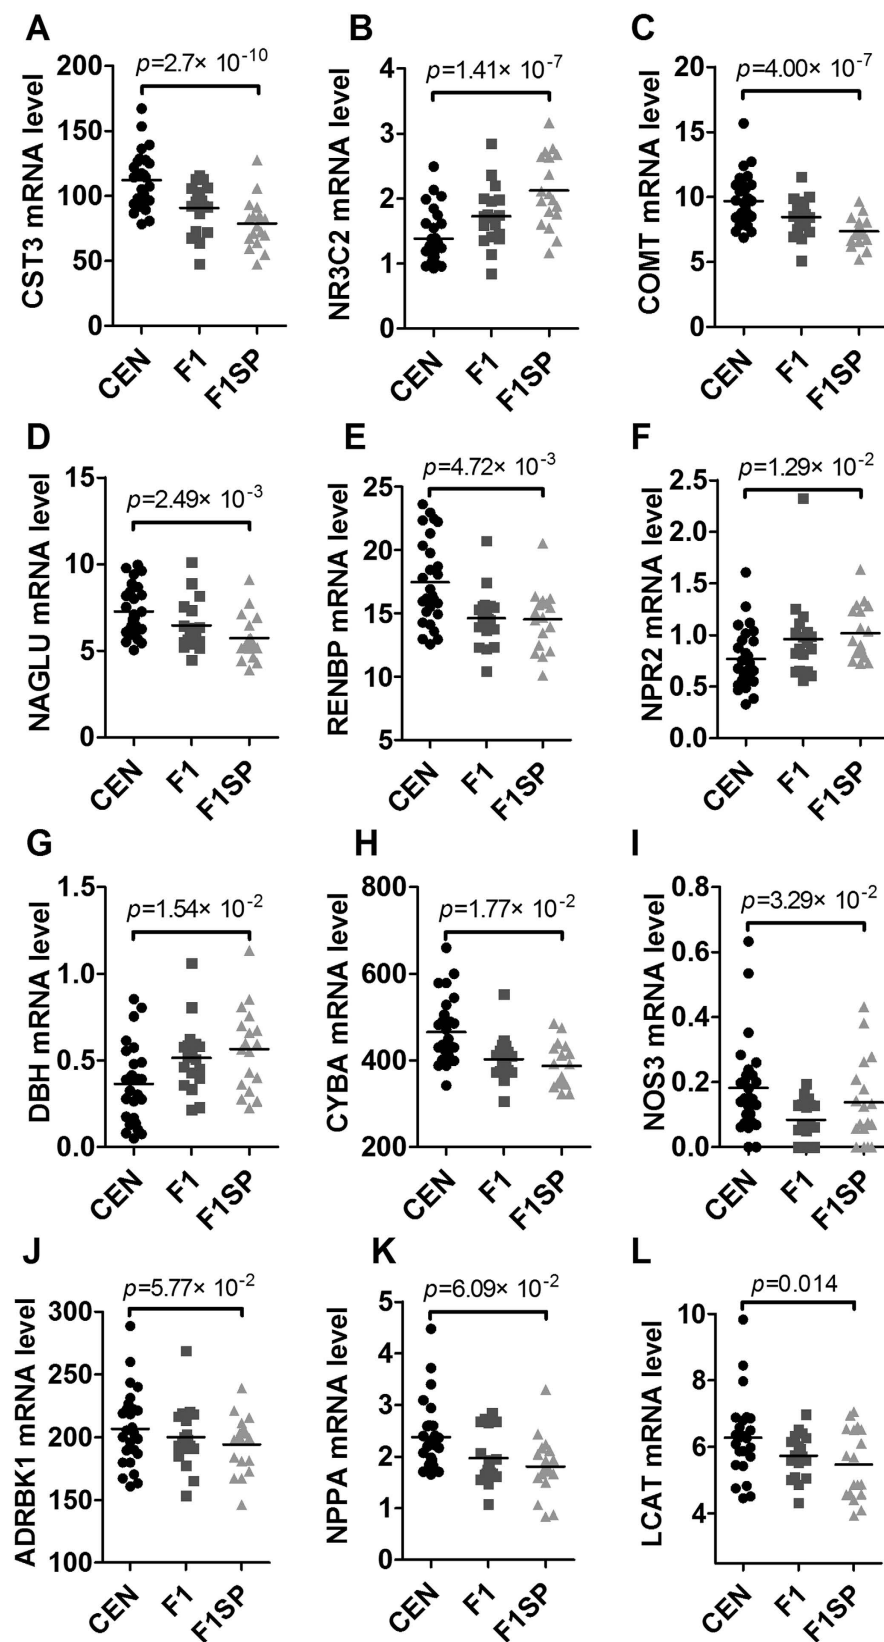 A
CST3 mRNA level
p=2.7× 10-10
200
150
100
50
0
CEN
F1
F1SP
B
NR3C2 mRNA level
p=1.41× 10-7
4
3
2
1
0
CEN
F1
F1SP
C
COMT mRNA level
p=4.00× 10-7
20
15
10
5
0
CEN
F1
F1SP
D
NAGLU mRNA level
p=2.49× 10-3
15
10
5
0
CEN
F1
F1SP
E
RENBP mRNA level
p=4.72× 10-3
25
20
15
10
5
CEN
F1
F1SP
F
NPR2 mRNA level
p=1.29× 10-2
2.5
2.0
1.5
1.0
0.5
0.0
CEN
F1
F1SP
G
DBH mRNA level
p=1.54× 10-2
1.5
1.0
0.5
0.0
CEN
F1
F1SP
H
CYBA mRNA level
p=1.77× 10-2
800
600
400
200
CEN
F1
F1SP
I
NOS3 mRNA level
p=3.29× 10-2
0.8
0.6
0.4
0.2
0.0
CEN
F1
F1SP
J
ADRBK1 mRNA level
p=5.77× 10-2
300
250
200
150
100
CEN
F1
F1SP
K
NPPA mRNA level
p=6.09× 10-2
5
4
3
2
1
0
CEN
F1
F1SP
L
LCAT mRNA level
p=0.014
10
8
6
4
CEN
F1
F1SP